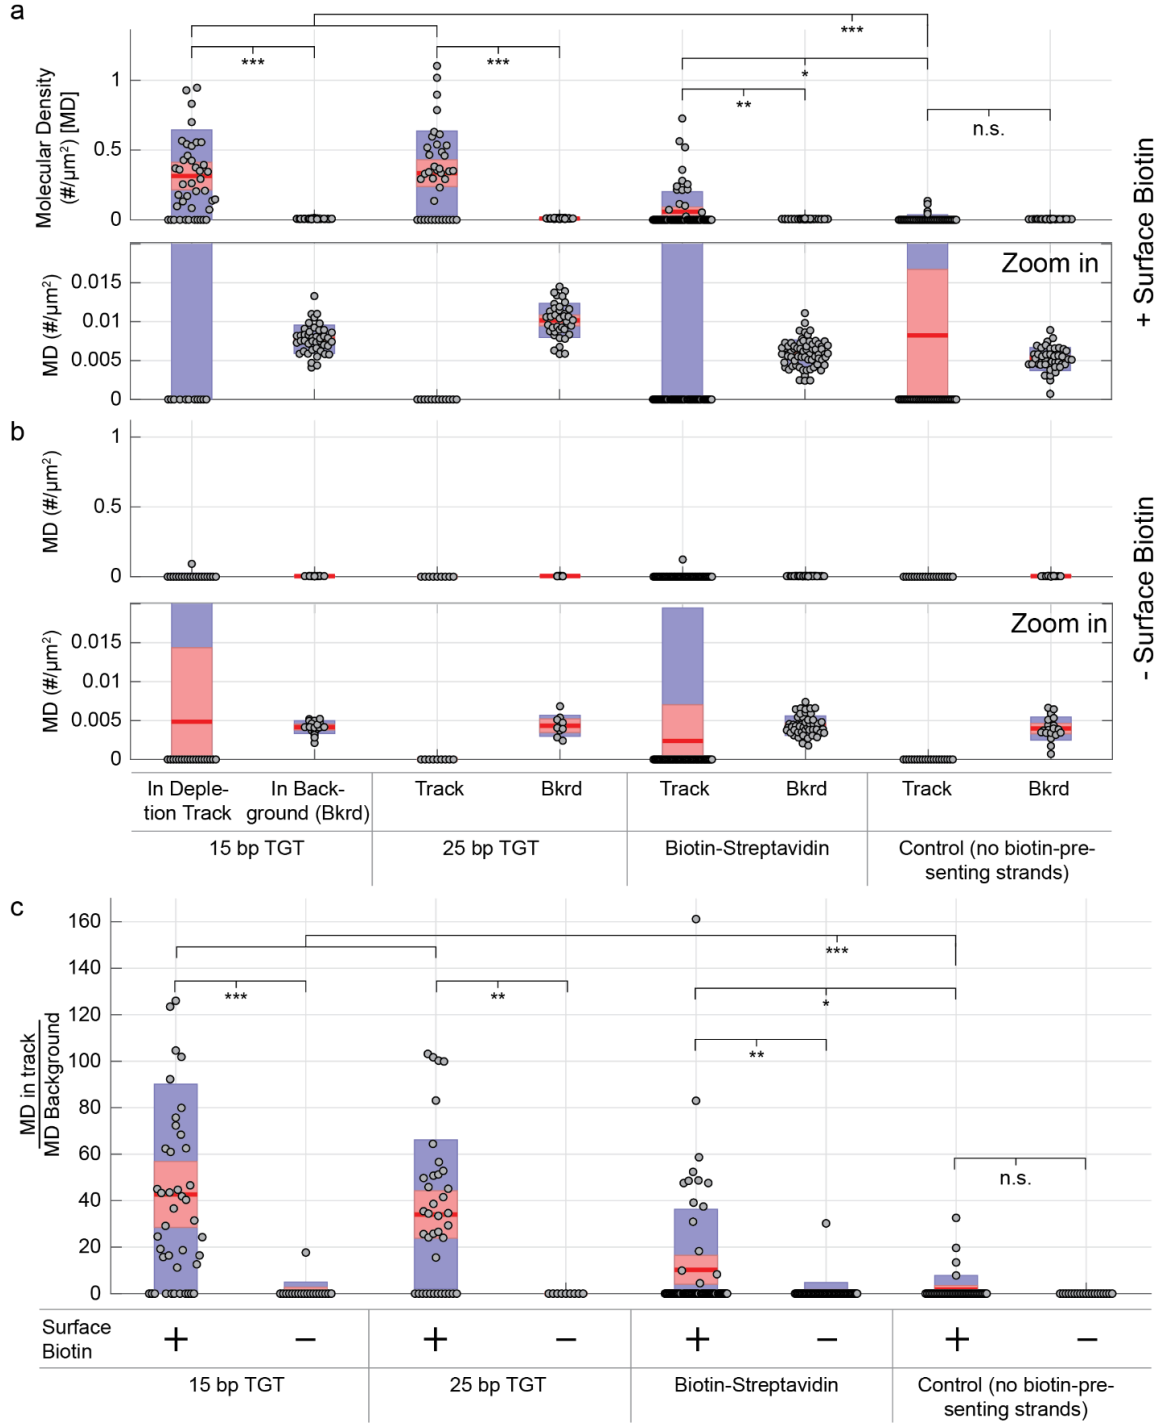 a
***
***
***
*
**
n.s.
Molecular Density
(#/µm²) [MD]
1
0.5
0
+ Surface Biotin
Zoom in
MD (#/µm²)
0.015
0.01
0.005
0
b
MD (#/µm²)
1
0.5
0
- Surface Biotin
Zoom in
MD (#/µm²)
0.015
0.01
0.005
0
In Deple-
tion Track
In Back-
ground (Bkrd)
Track
Bkrd
Track
Bkrd
Track
Bkrd
15 bp TGT
25 bp TGT
Biotin-Streptavidin
Control (no biotin-pre-
senting strands)
c
MD in track
MD Background
160
140
120
100
80
60
40
20
0
***
***
**
*
**
n.s.
Surface
Biotin
+
−
+
−
+
−
+
−
15 bp TGT
25 bp TGT
Biotin-Streptavidin
Control (no biotin-pre-
senting strands)